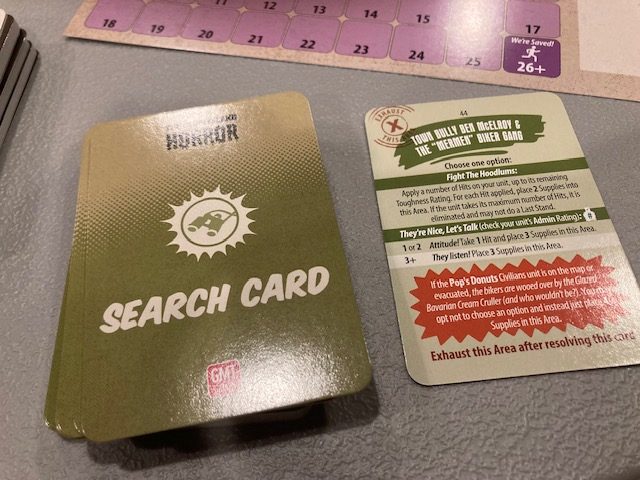 11
12
13
14
15
17
18
19
20
21
22
23
24
25
We're Saved!
26+
HORROR
SEARCH CARD
GMT
EXHAUST
THIS
44
TOWN BULLY BEN McELROY &
THE "MERMEN" BIKER GANG
Choose one option:
Fight The Hoodlums:
Apply a number of Hits on your unit, up to its remaining
Toughness Rating. For each Hit applied, place 2 Supplies into
this Area. If the unit takes its maximum number of Hits, it is
eliminated and may not do a Last Stand.
They're Nice, Let's Talk (check your unit's Admin Rating): #
1 or 2 Attitude! Take 1 Hit and place 3 Supplies in this Area.
3+ They listen! Place 3 Supplies in this Area.
If the Pop's Donuts Civilians unit is on the map or
evacuated, the bikers are wooed over by the Glazed
Bavarian Cream Cruller (and who wouldn't be?). You
opt not to choose an option and instead just place
Supplies in this Area.
Exhaust this Area after resolving this card